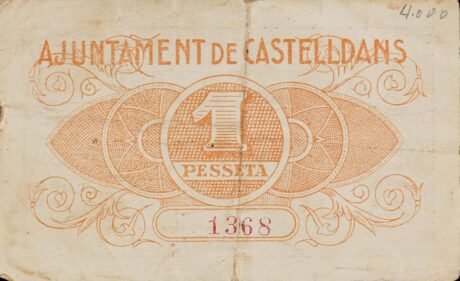 4.000
AJUNTAMENT DE CASTELLDANS
1
PESSETA
1368